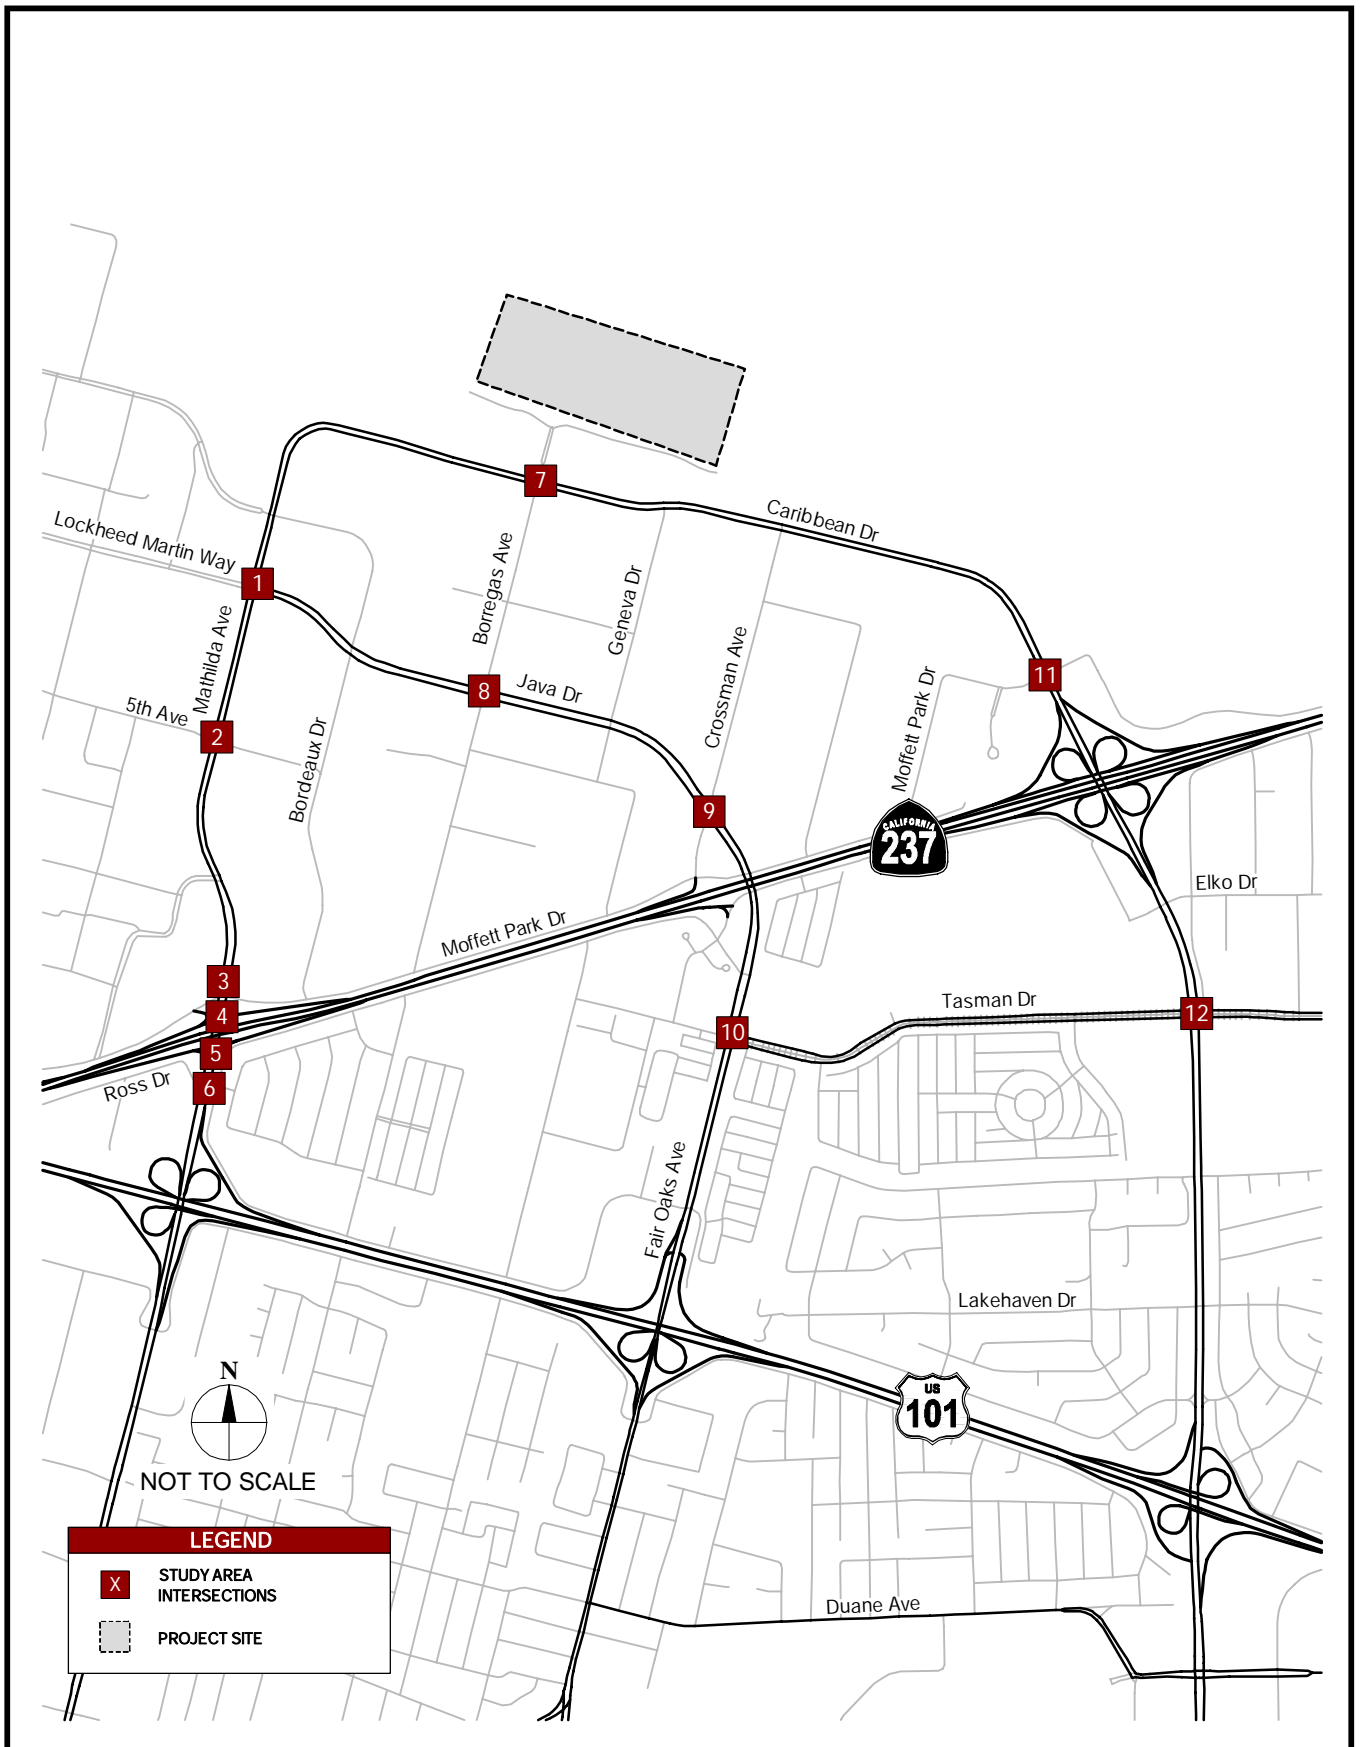 7
Caribbean Dr
Lockheed Martin Way
1
Borregas Ave
Geneva Dr
Mathilda Ave
Crossman Ave
11
8
Java Dr
Moffett Park Dr
5th Ave
2
Bordeaux Dr
9
CALIFORNIA
237
Elko Dr
Moffett Park Dr
3
Tasman Dr
4
12
10
5
Ross Dr
6
Fair Oaks Ave
Lakehaven Dr
N
US
101
NOT TO SCALE
LEGEND
X
STUDY AREA
INTERSECTIONS
Duane Ave
PROJECT SITE